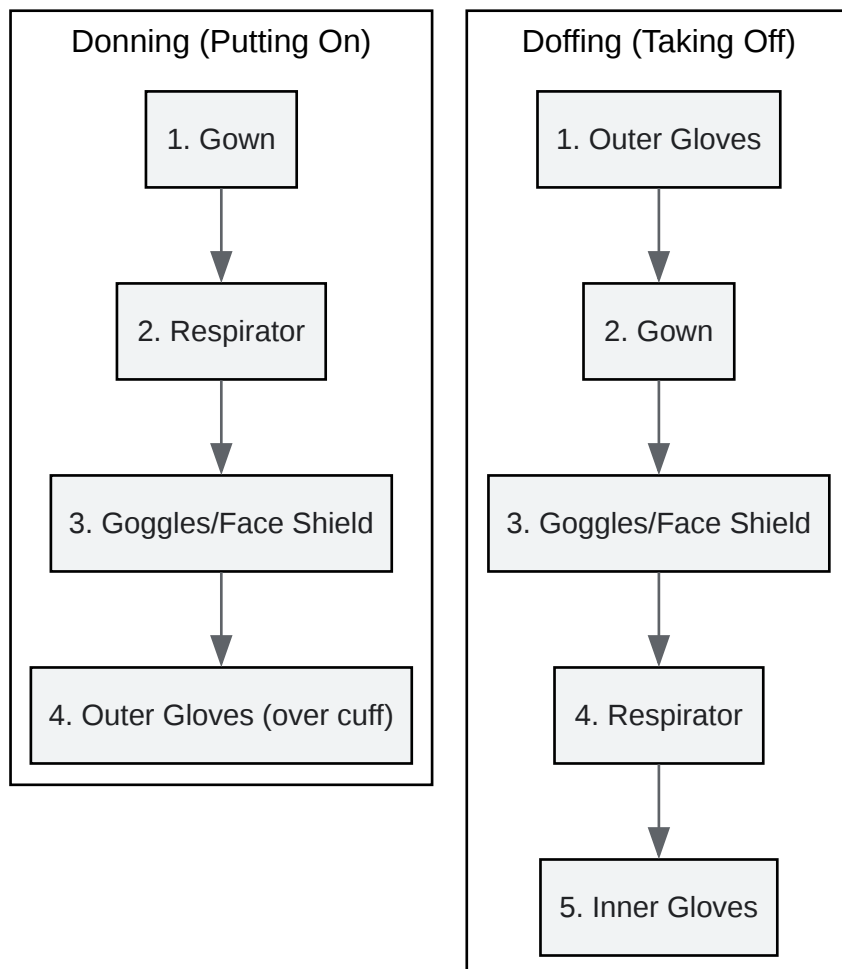 Donning (Putting On)
1. Gown
2. Respirator
3. Goggles/Face Shield
4. Outer Gloves (over cuff)
Doffing (Taking Off)
1. Outer Gloves
2. Gown
3. Goggles/Face Shield
4. Respirator
5. Inner Gloves